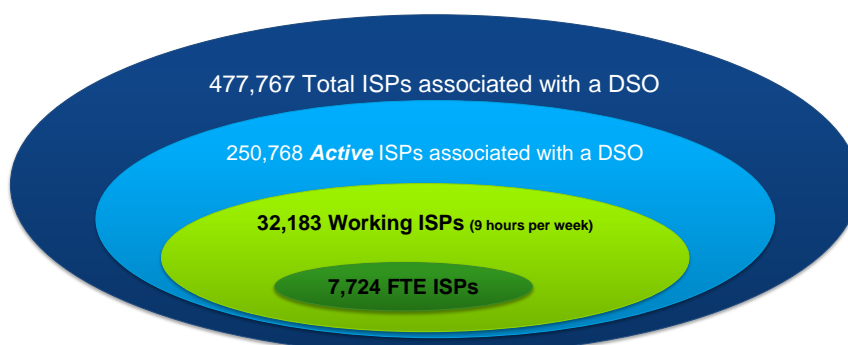 477,767 Total ISPs associated with a DSO
250,768 Active ISPs associated with a DSO
32,183 Working ISPs (9 hours per week)
7,724 FTE ISPs